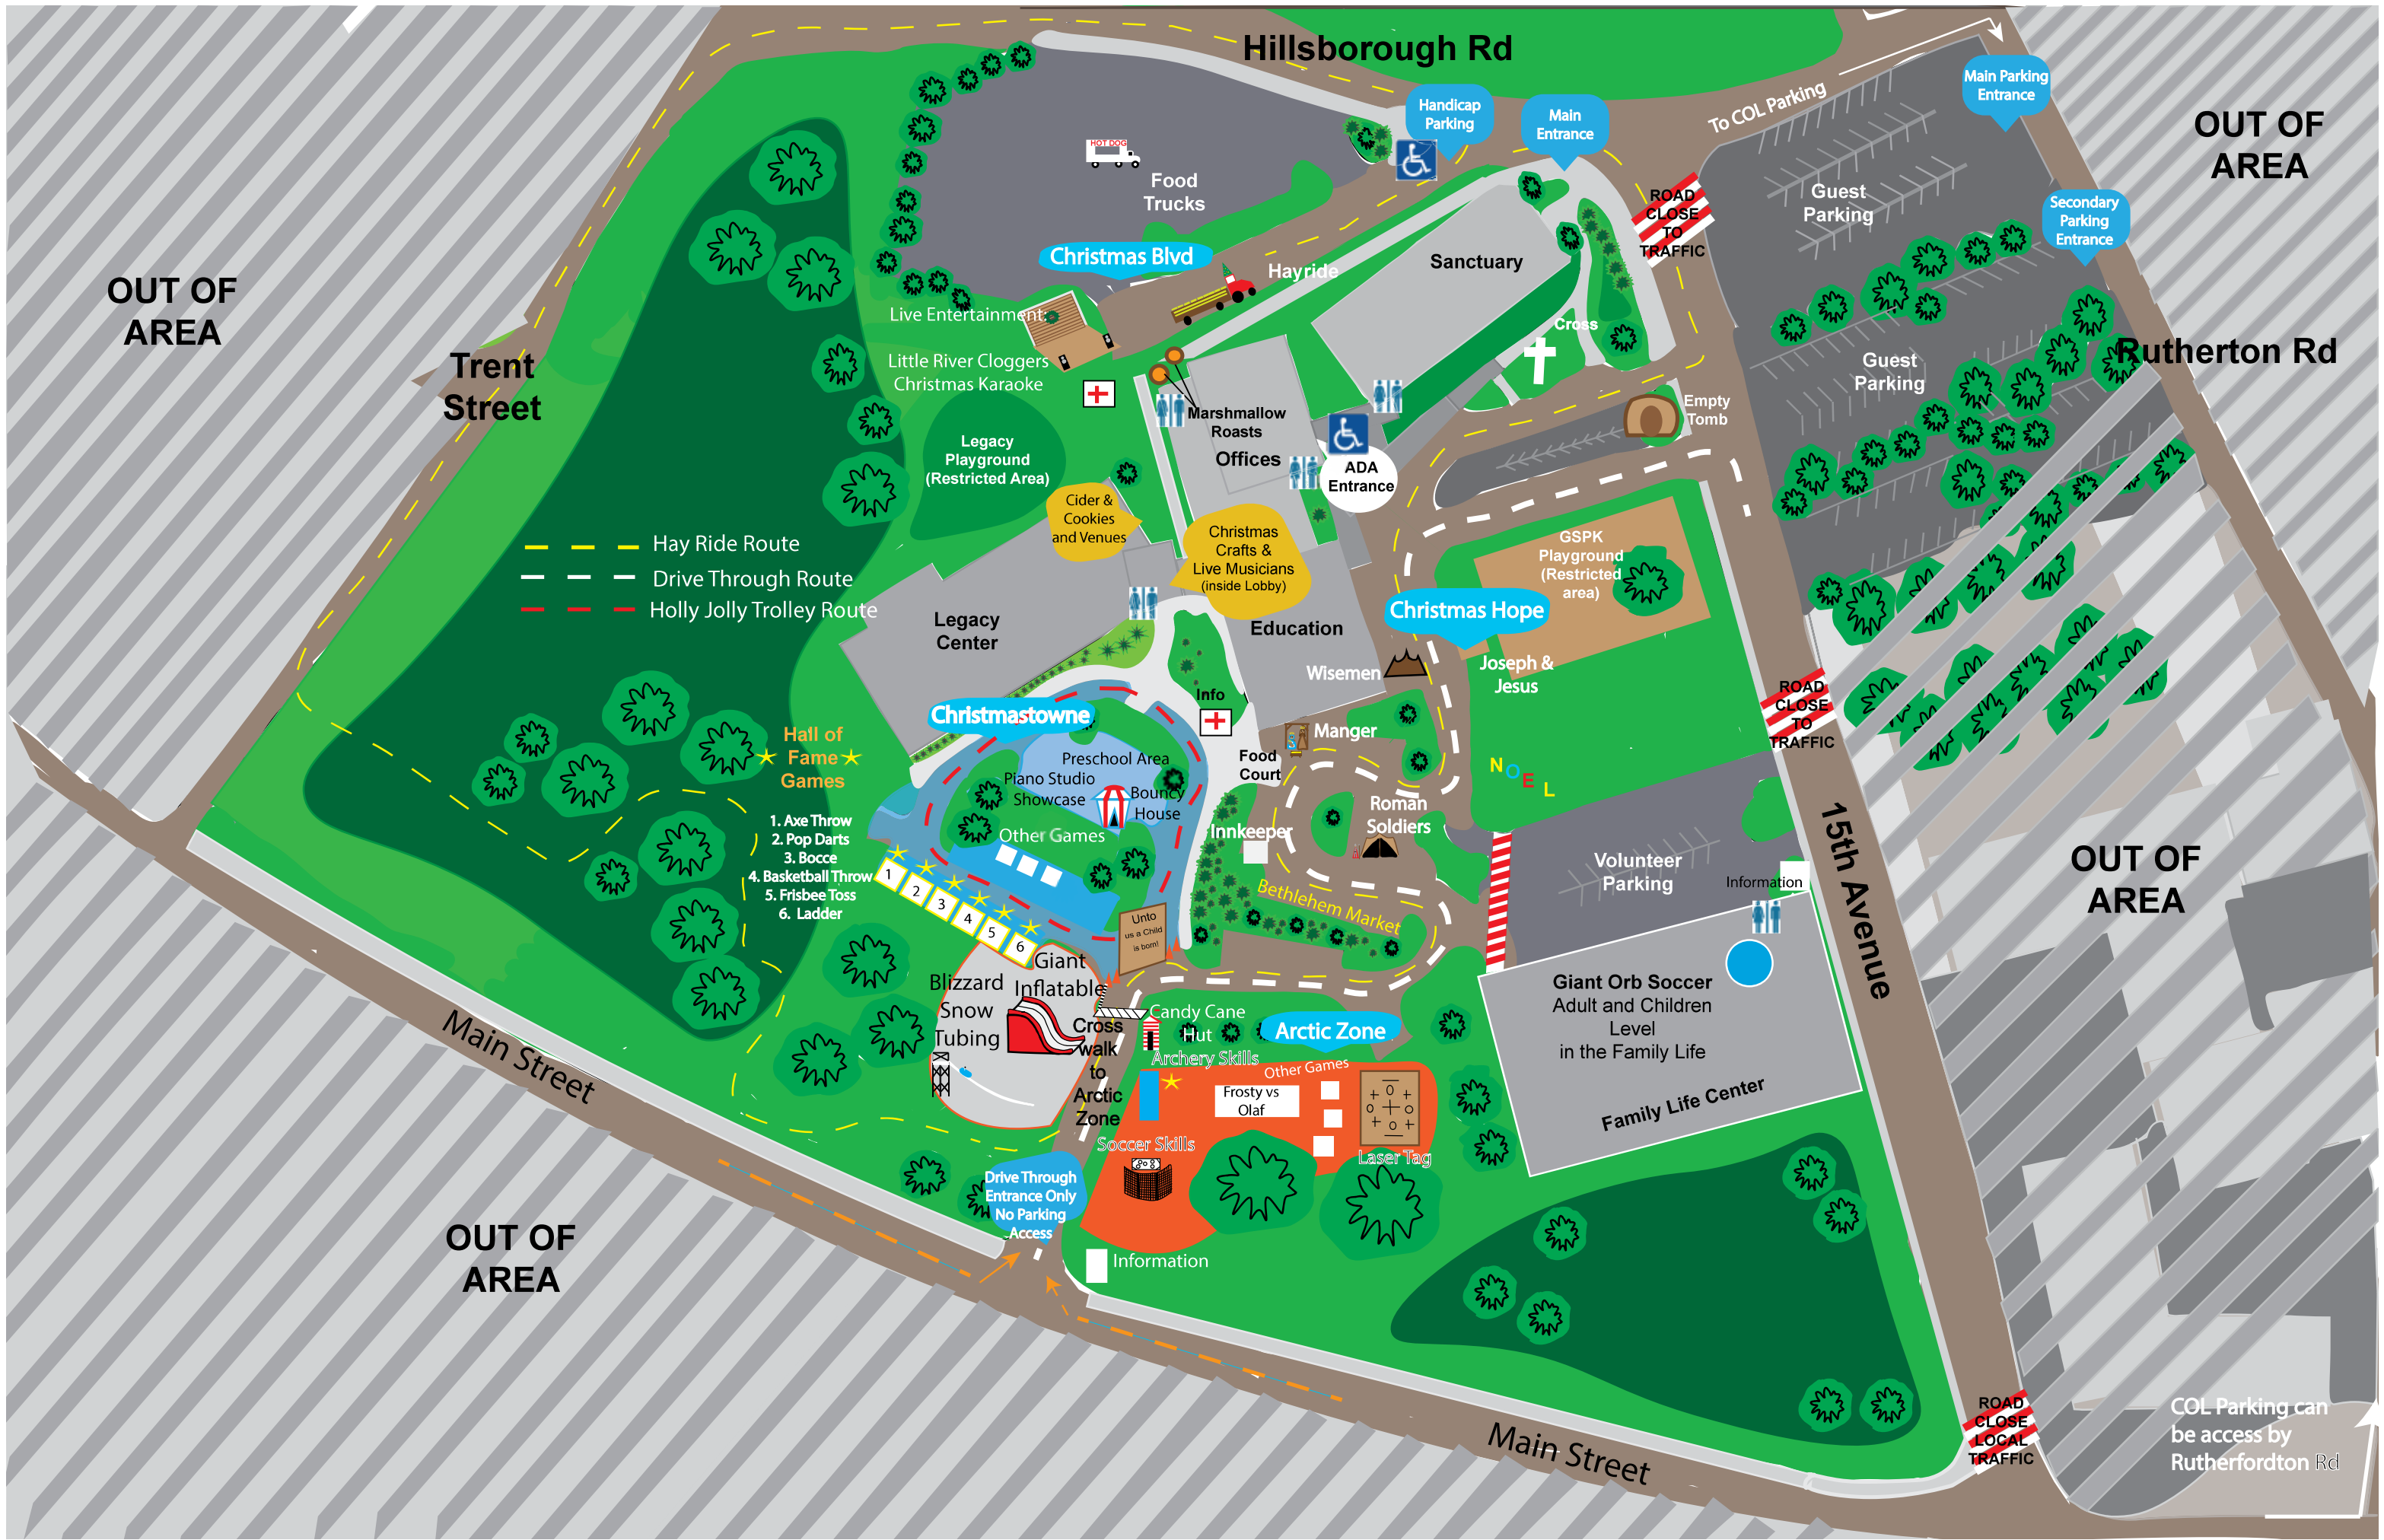 Hillsborough Rd
Main Parking
Entrance
To COL Parking
Handicap
Parking
Main
Entrance
OUT OF
AREA
HOT DOG
Food
Trucks
Guest
Parking
ROAD
CLOSE
TO
TRAFFIC
Secondary
Parking
Entrance
Christmas Blvd
Hayride
Sanctuary
OUT OF
AREA
Live Entertainment:
Little River Cloggers
Christmas Karaoke
Cross
Rutherton Rd
Guest
Parking
Trent
Street
Marshmallow
Roasts
Offices
Empty
Tomb
Legacy
Playground
(Restricted Area)
ADA
Entrance
Cider &
Cookies
and Venues
Christmas
Crafts &
Live Musicians
(inside Lobby)
GSPK
Playground
(Restricted
area)
Hay Ride Route
Drive Through Route
Holly Jolly Trolley Route
Christmas Hope
Legacy
Center
Education
Wisemen
Joseph &
Jesus
Info
Christmastowne
Manger
ROAD
CLOSE
TO
TRAFFIC
Hall of
Fame
Games
Preschool Area
Piano Studio
Showcase
Bouncy
House
Food
Court
N
O
E
L
Roman
Soldiers
Innkeeper
Other Games
1. Axe Throw
2. Pop Darts
3. Bocce
4. Basketball Throw
5. Frisbee Toss
6. Ladder
1
2
3
4
5
6
Bethlehem Market
Volunteer
Parking
Information
15th Avenue
OUT OF
AREA
Unto
us a Child
is born!
Giant
Inflatable
Blizzard
Snow
Tubing
Giant Orb Soccer
Adult and Children
Level
in the Family Life
Family Life Center
Candy Cane
Hut
Arctic Zone
Cross
walk
to
Arctic
Zone
Archery Skills
Other Games
Frosty vs
Olaf
Soccer Skills
Laser Tag
Main Street
Drive Through
Entrance Only
No Parking
Access
OUT OF
AREA
Information
Main Street
ROAD
CLOSE
LOCAL
TRAFFIC
COL Parking can
be access by
Rutherfordton Rd